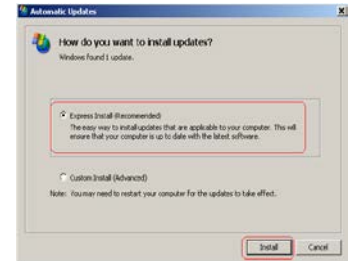 Automatic Updates
How do you want to install updates?
Windows found 1 update.
Express Install (Recommended)
The easy way to install updates that are applicable to your computer. This will
ensure that your computer is up to date with the latest software.
Custom Install (Advanced)
Note: You may need to restart your computer for the updates to take effect.
Install Cancel